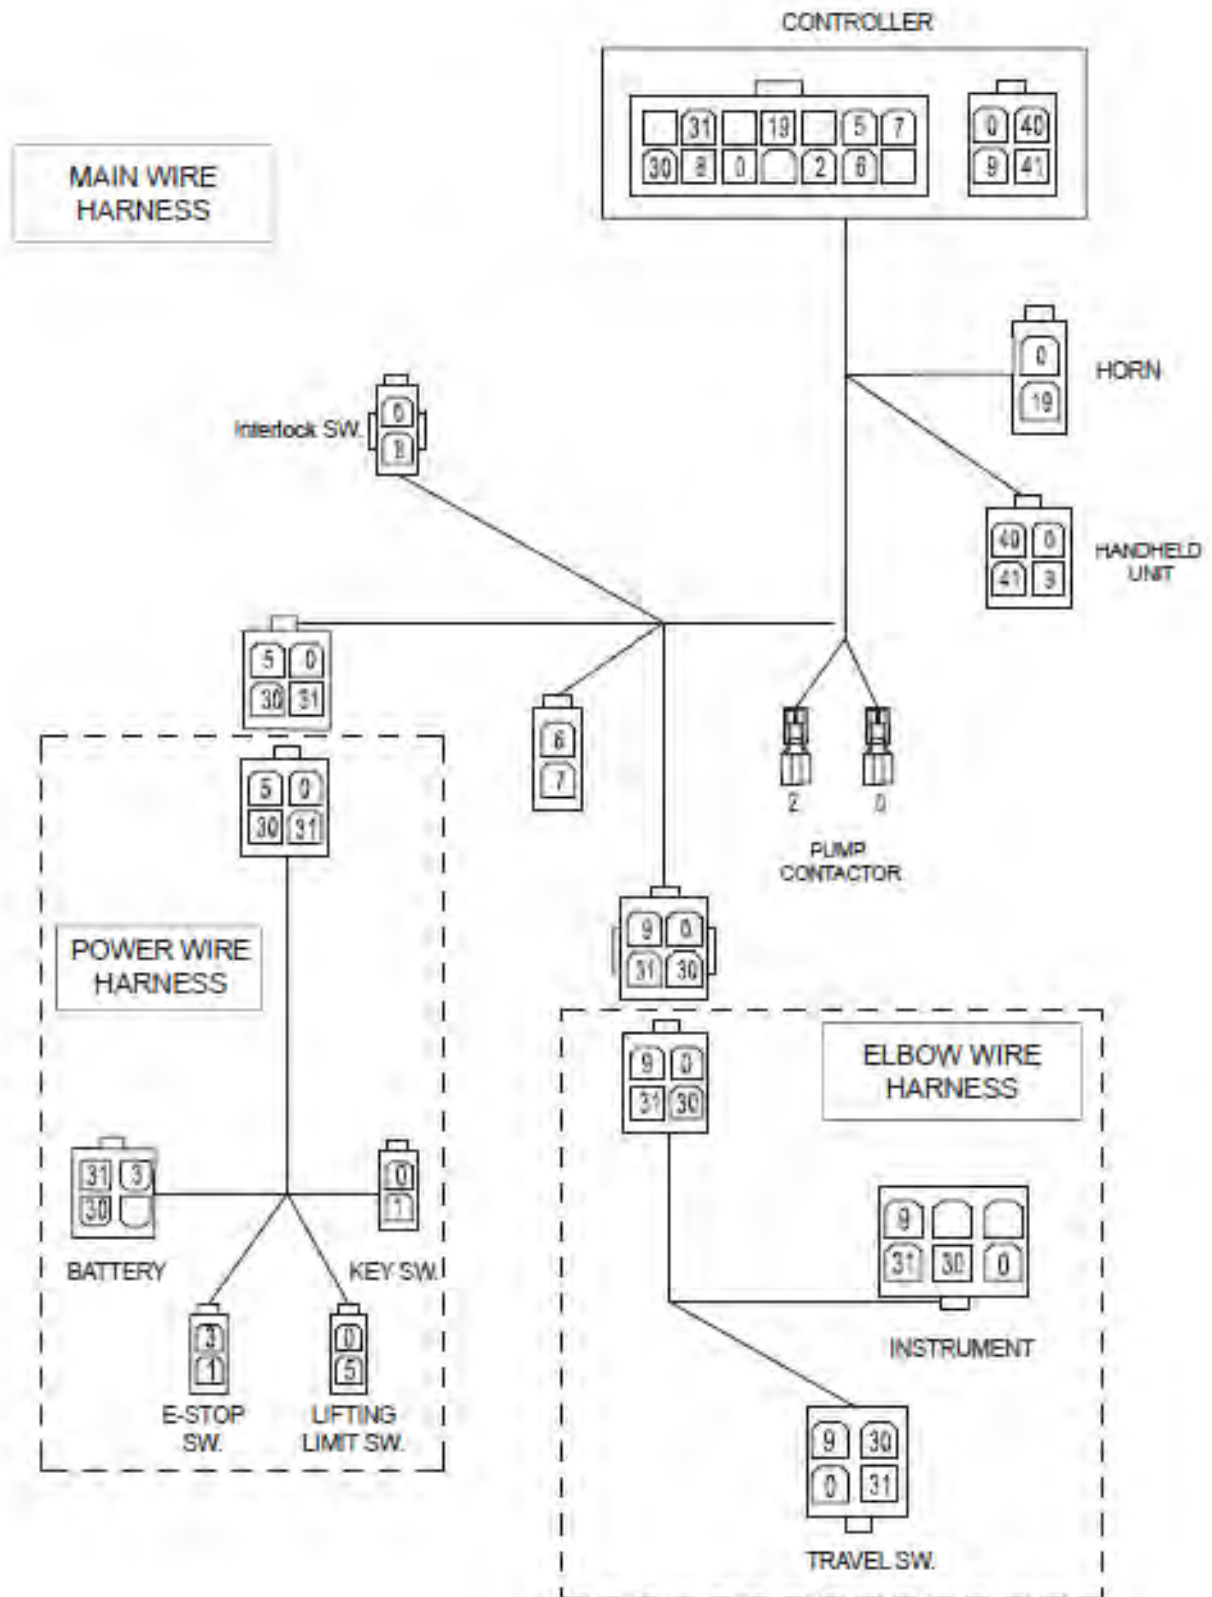 CONTROLLER
31 19 5 7
30 8 0 2 6
0 40
9 41
MAIN WIRE
HARNESS
0
19
HORN
Interlock SW.
0
8
40 0
41 9
HANDHELD
UNIT
5 0
30 31
6
7
2
0
PUMP
CONTACTOR
5 0
30 31
POWER WIRE
HARNESS
9 0
31 30
9 0
31 30
ELBOW WIRE
HARNESS
31 3
30
BATTERY
0
1
KEY SW.
3
1
E-STOP
SW.
0
5
LIFTING
LIMIT SW.
9
31 30 0
INSTRUMENT
9 30
0 31
TRAVEL SW.